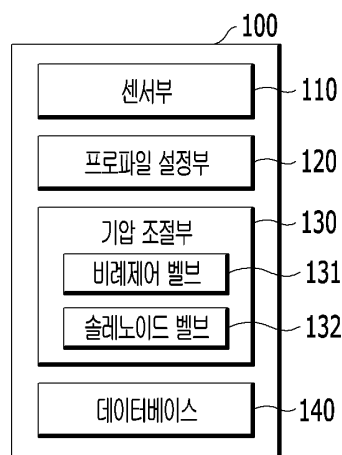 100
센서부 110
프로파일 설정부 120
기압 조절부 130
비례제어 벨브 131
솔레노이드 벨브 132
데이터베이스 140